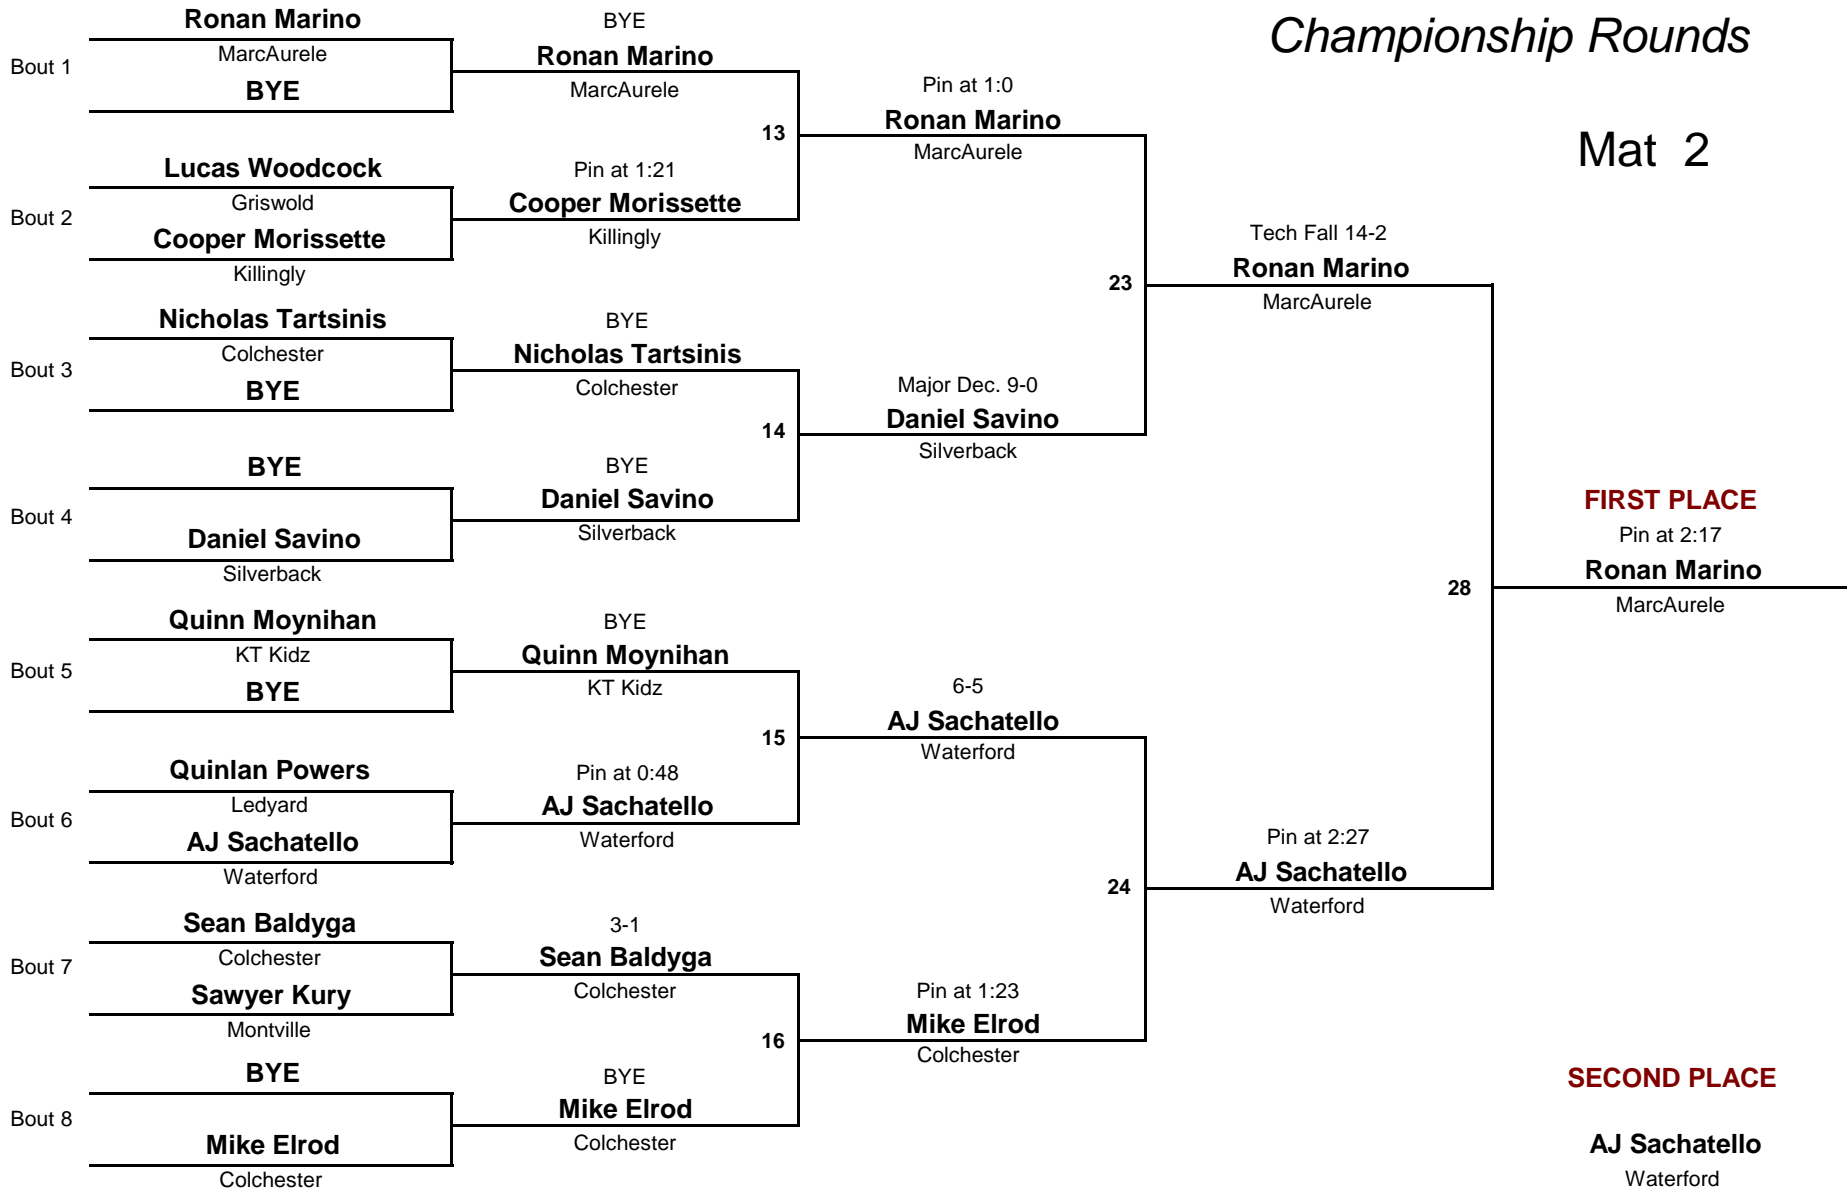 Championship Rounds
Mat 2
Bout 1
Ronan Marino
MarcAurele
BYE
Bout 2
Lucas Woodcock
Griswold
Cooper Morissette
Killingly
Bout 3
Nicholas Tartsinis
Colchester
BYE
Bout 4
BYE
Daniel Savino
Silverback
Bout 5
Quinn Moynihan
KT Kidz
BYE
Bout 6
Quinlan Powers
Ledyard
AJ Sachatello
Waterford
Bout 7
Sean Baldyga
Colchester
Sawyer Kury
Montville
Bout 8
BYE
Mike Elrod
Colchester
BYE
Ronan Marino
MarcAurele
13
Pin at 1:21
Cooper Morissette
Killingly
BYE
Nicholas Tartsinis
Colchester
14
BYE
Daniel Savino
Silverback
BYE
Quinn Moynihan
KT Kidz
15
Pin at 0:48
AJ Sachatello
Waterford
3-1
Sean Baldyga
Colchester
16
BYE
Mike Elrod
Colchester
Pin at 1:0
Ronan Marino
MarcAurele
23
Major Dec. 9-0
Daniel Savino
Silverback
6-5
AJ Sachatello
Waterford
24
Pin at 1:23
Mike Elrod
Colchester
Tech Fall 14-2
Ronan Marino
MarcAurele
28
Pin at 2:27
AJ Sachatello
Waterford
FIRST PLACE
Pin at 2:17
Ronan Marino
MarcAurele
SECOND PLACE
AJ Sachatello
Waterford